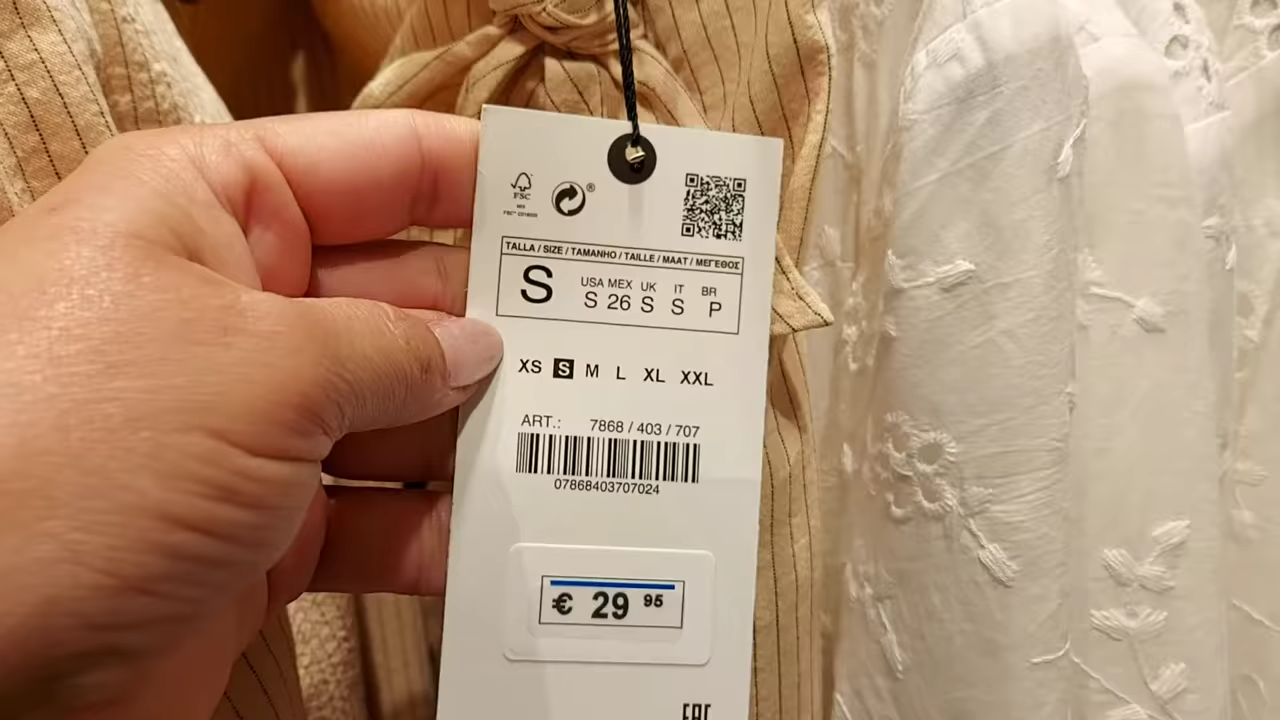 FSC
®
TALLA / SIZE / TAMANHO / TAILLE / MAAT / ΜΕΓΕΘΟΣ
S
USA MEX UK IT BR
S 26 S S P
XS S M L XL XXL
ART.: 7868 / 403 / 707
07868403707024
€ 29 95
EAC